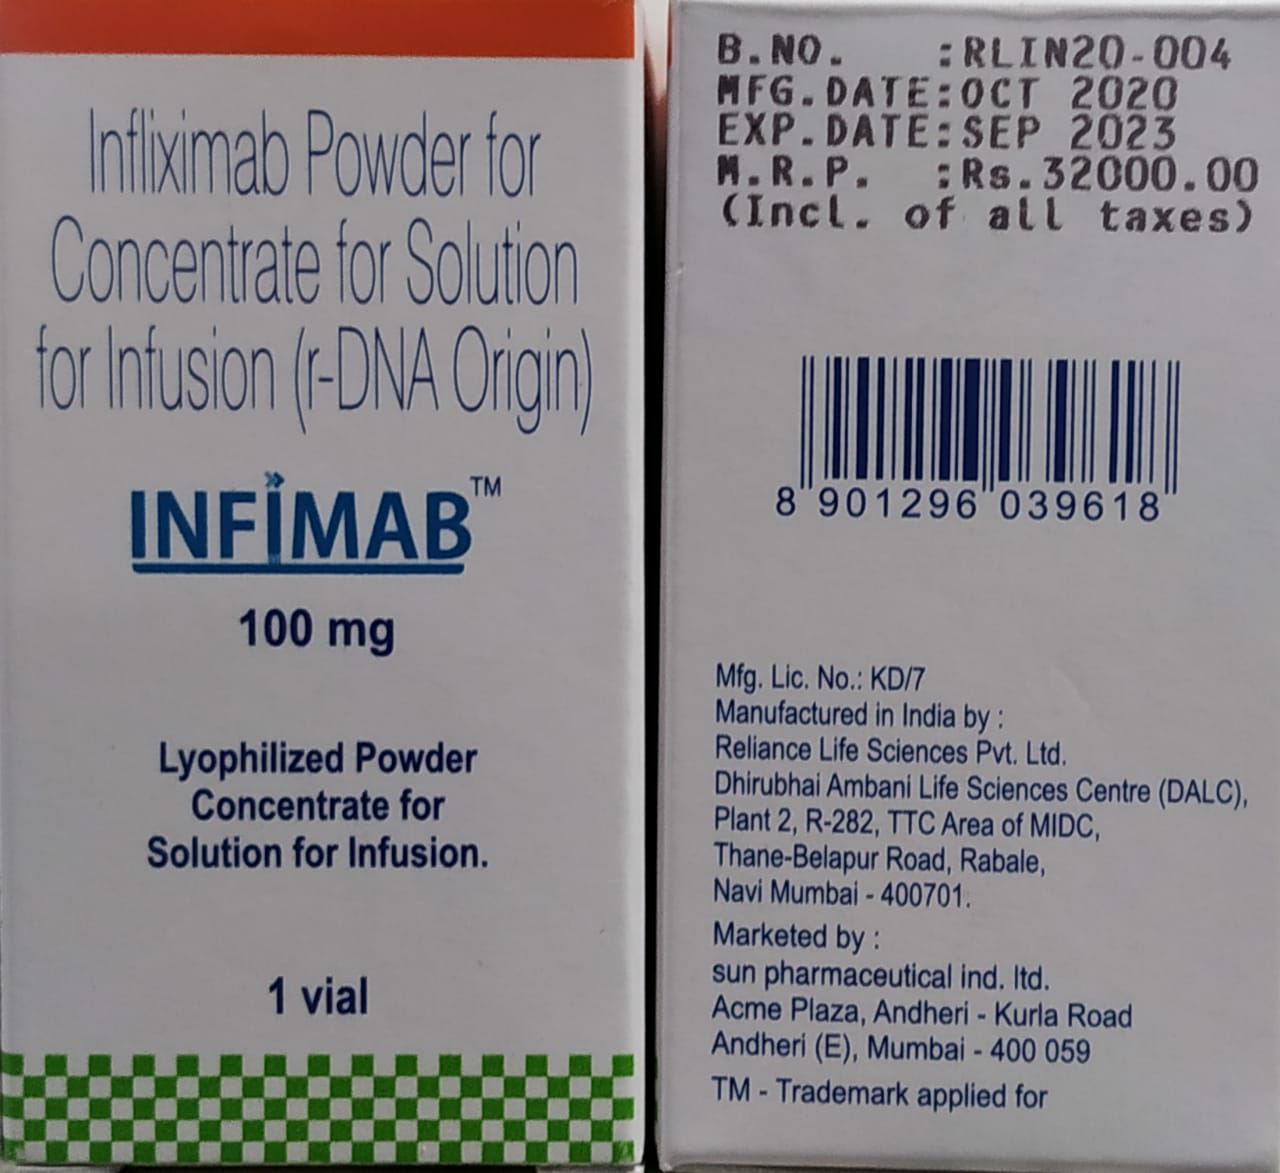 Infliximab Powder for
Concentrate for Solution
for Infusion (r-DNA Origin)
INFIMAB™
100 mg
Lyophilized Powder
Concentrate for
Solution for Infusion.
1 vial
B.NO. :RLIN20-004
MFG.DATE:OCT 2020
EXP.DATE:SEP 2023
M.R.P. :Rs.32000.00
(Incl. of all taxes)
8 901296 039618
Mfg. Lic. No.: KD/7
Manufactured in India by :
Reliance Life Sciences Pvt. Ltd.
Dhirubhai Ambani Life Sciences Centre (DALC),
Plant 2, R-282, TTC Area of MIDC,
Thane-Belapur Road, Rabale,
Navi Mumbai - 400701.
Marketed by :
sun pharmaceutical ind. ltd.
Acme Plaza, Andheri - Kurla Road
Andheri (E), Mumbai - 400 059
TM - Trademark applied for